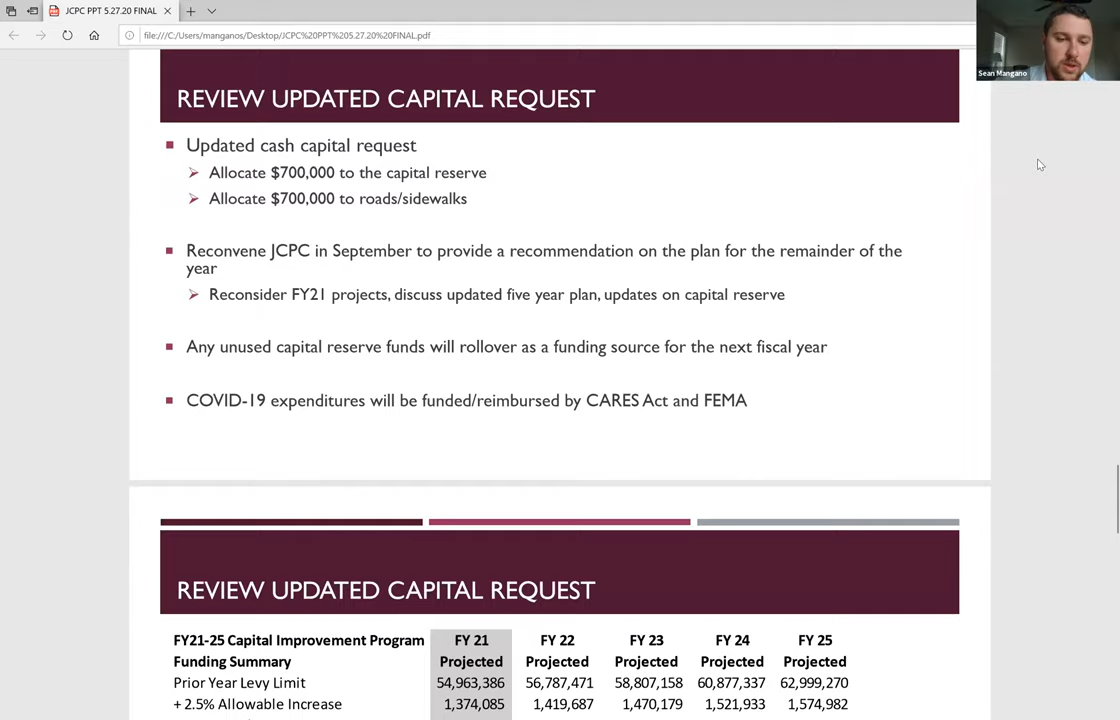 JCPC PPT 5.27.20 FINAL
file:///C:/Users/manganos/Desktop/JCPC%20PPT%205.27.20%20FINAL.pdf
Sean Mangano
REVIEW UPDATED CAPITAL REQUEST
Updated cash capital request
Allocate $700,000 to the capital reserve
Allocate $700,000 to roads/sidewalks
Reconvene JCPC in September to provide a recommendation on the plan for the remainder of the
year
Reconsider FY21 projects, discuss updated five year plan, updates on capital reserve
Any unused capital reserve funds will rollover as a funding source for the next fiscal year
COVID-19 expenditures will be funded/reimbursed by CARES Act and FEMA
REVIEW UPDATED CAPITAL REQUEST
FY21-25 Capital Improvement Program FY 21 FY 22 FY 23 FY 24 FY 25
Funding Summary Projected Projected Projected Projected Projected
Prior Year Levy Limit 54,963,386 56,787,471 58,807,158 60,877,337 62,999,270
+ 2.5% Allowable Increase 1,374,085 1,419,687 1,470,179 1,521,933 1,574,982